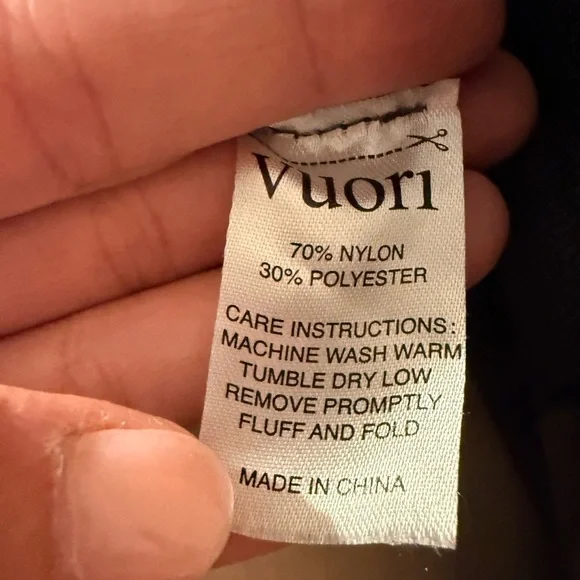 Vuori
70% NYLON
30% POLYESTER
CARE INSTRUCTIONS:
MACHINE WASH WARM
TUMBLE DRY LOW
REMOVE PROMPTLY
FLUFF AND FOLD
MADE IN CHINA